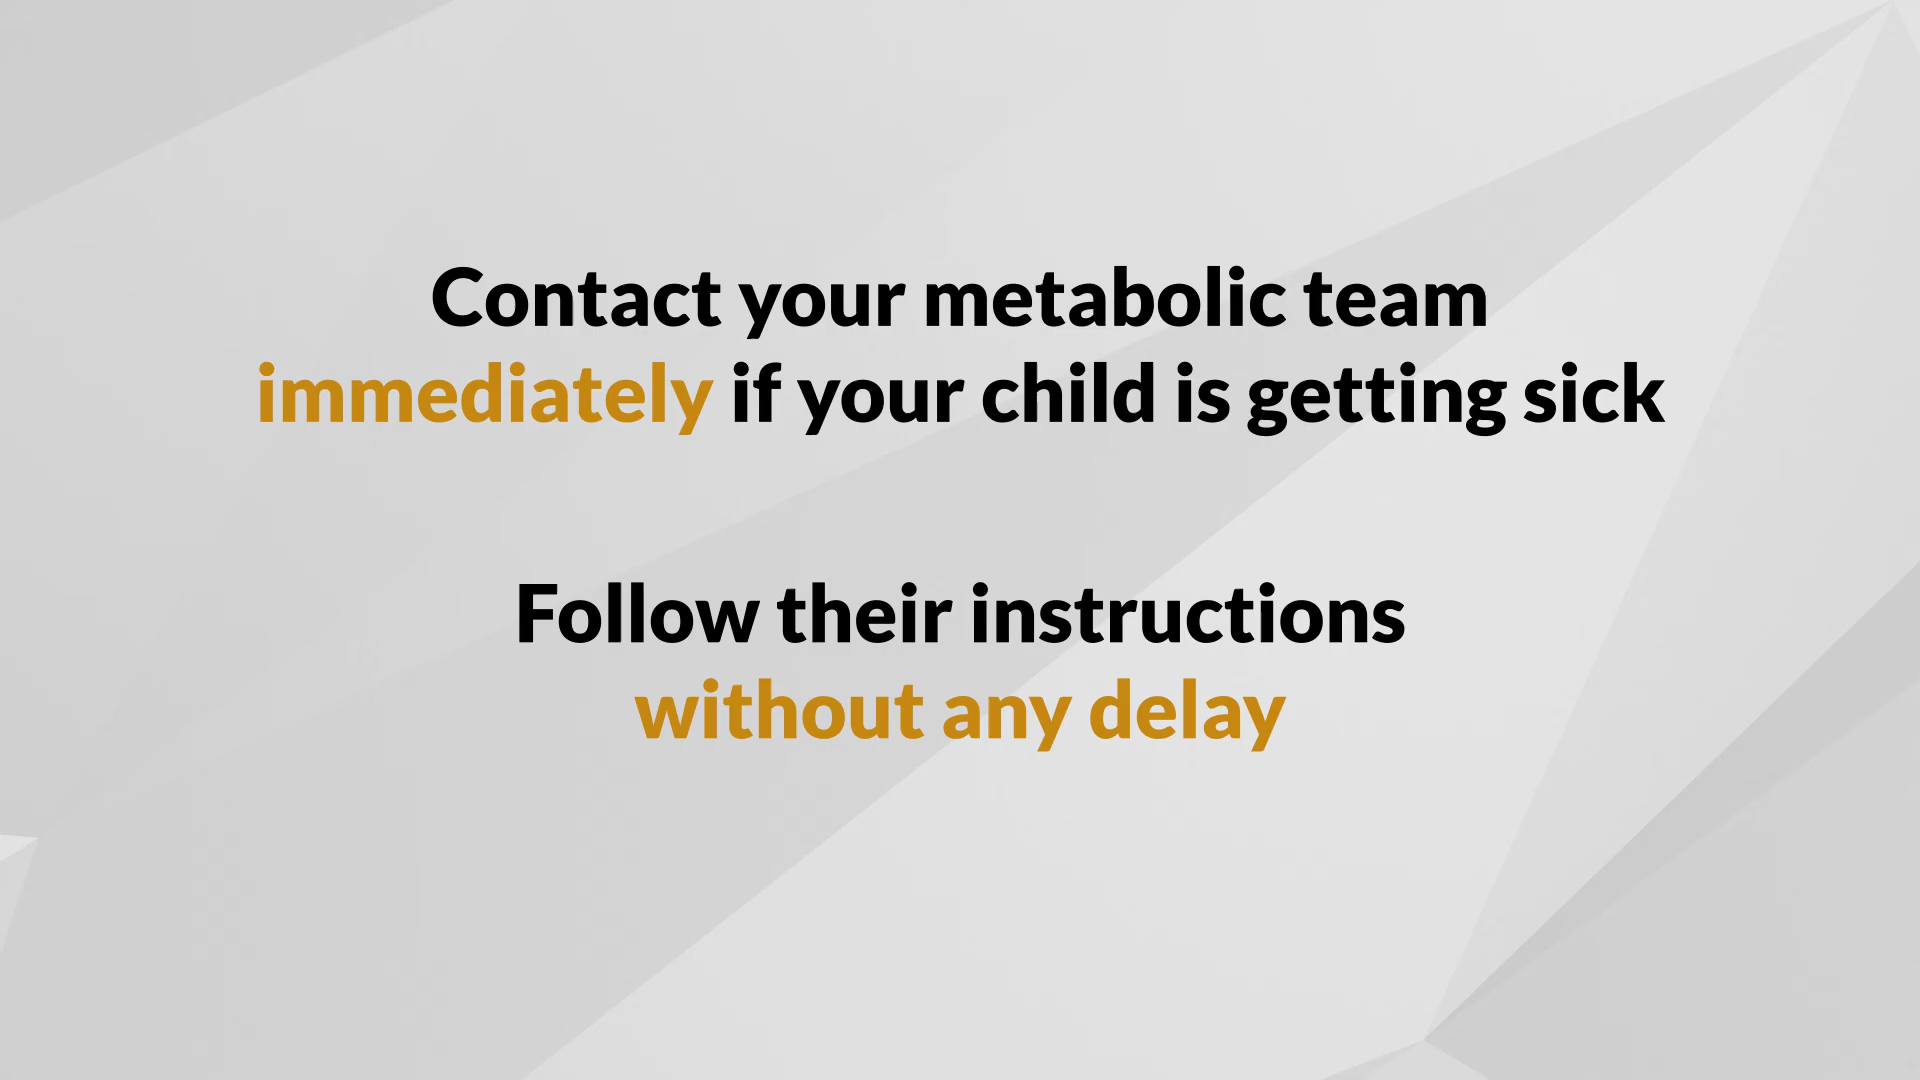 Contact your metabolic team
immediately if your child is getting sick
Follow their instructions
without any delay